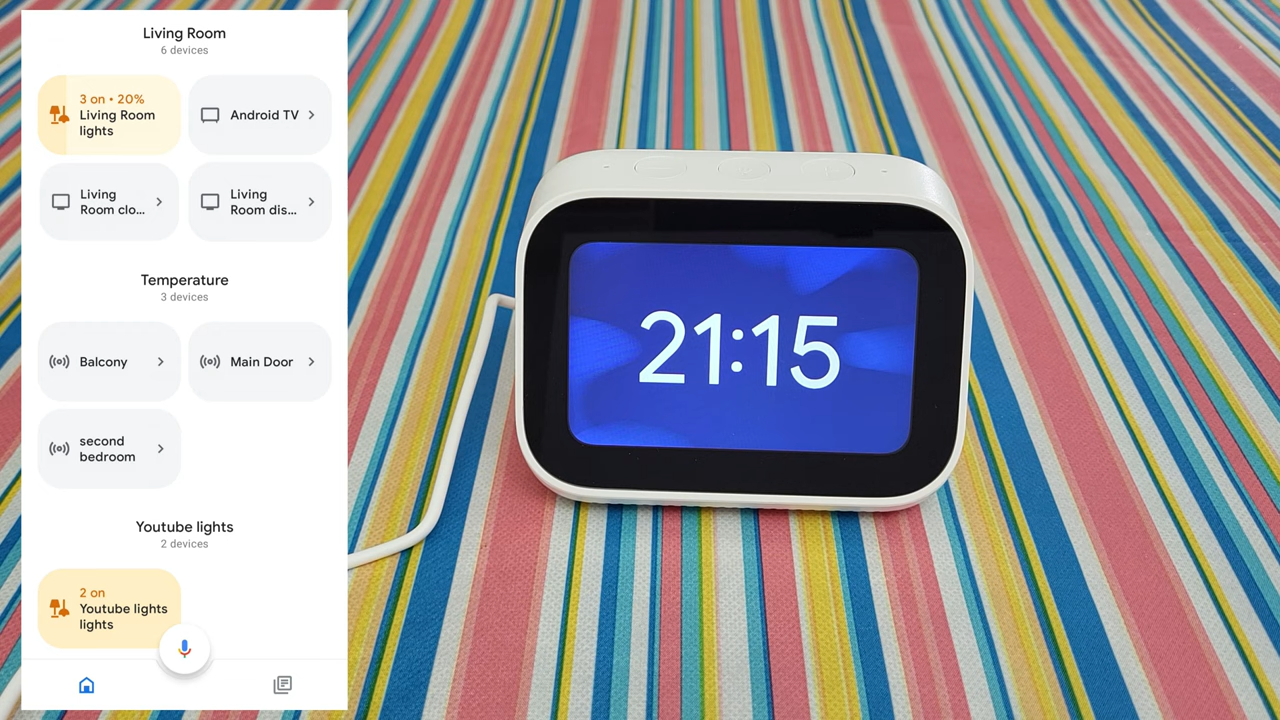 Living Room
6 devices
3 on • 20%
Living Room
lights
Android TV
Living
Room clo...
Living
Room dis...
Temperature
3 devices
Balcony
Main Door
second
bedroom
Youtube lights
2 devices
2 on
Youtube lights
lights
21:15